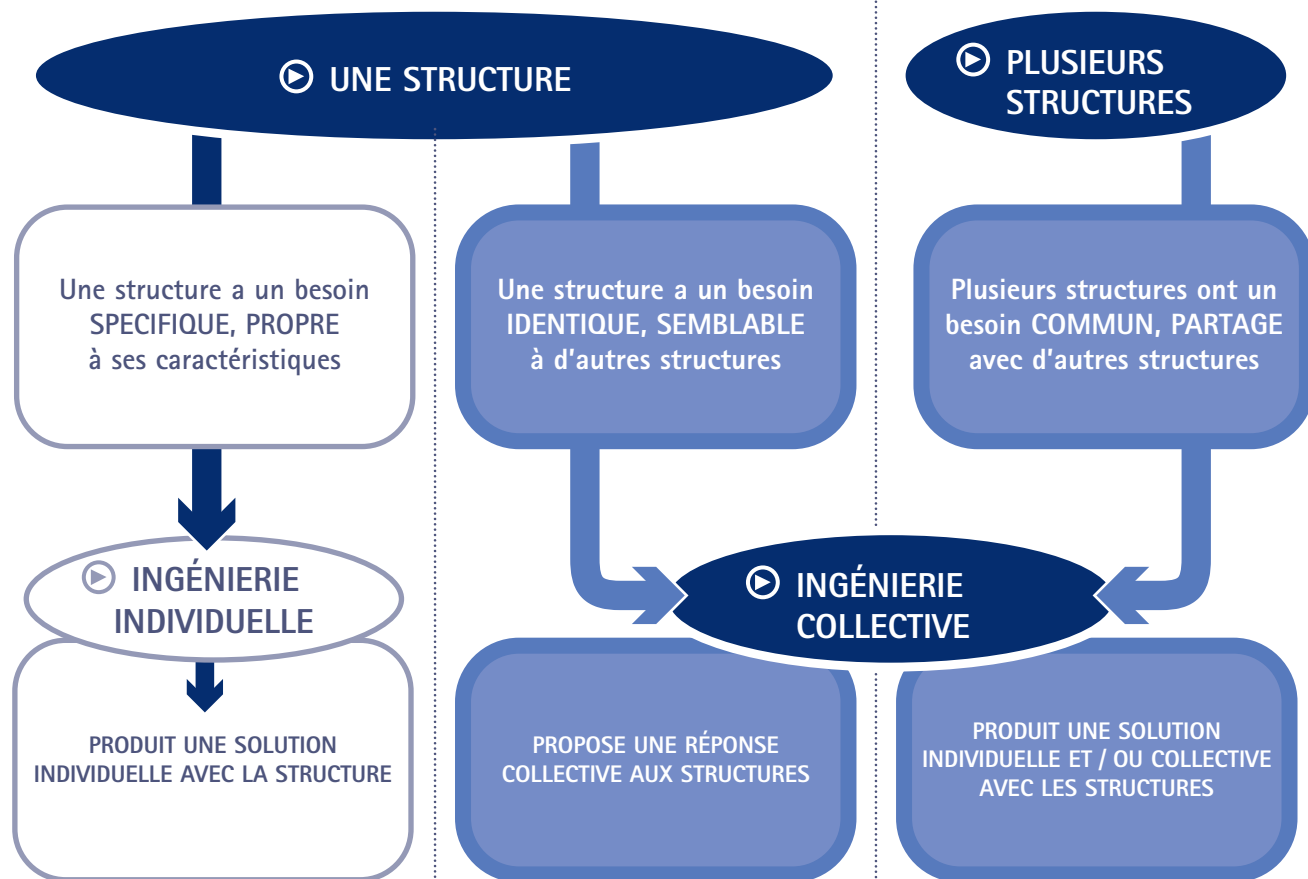 UNE STRUCTURE
PLUSIEURS
STRUCTURES
Une structure a un besoin
SPECIFIQUE, PROPRE
à ses caractéristiques
Une structure a un besoin
IDENTIQUE, SEMBLABLE
à d'autres structures
Plusieurs structures ont un
besoin COMMUN, PARTAGE
avec d'autres structures
INGÉNIERIE
INDIVIDUELLE
INGÉNIERIE
COLLECTIVE
PRODUIT UNE SOLUTION
INDIVIDUELLE AVEC LA STRUCTURE
PROPOSE UNE RÉPONSE
COLLECTIVE AUX STRUCTURES
PRODUIT UNE SOLUTION
INDIVIDUELLE ET / OU COLLECTIVE
AVEC LES STRUCTURES